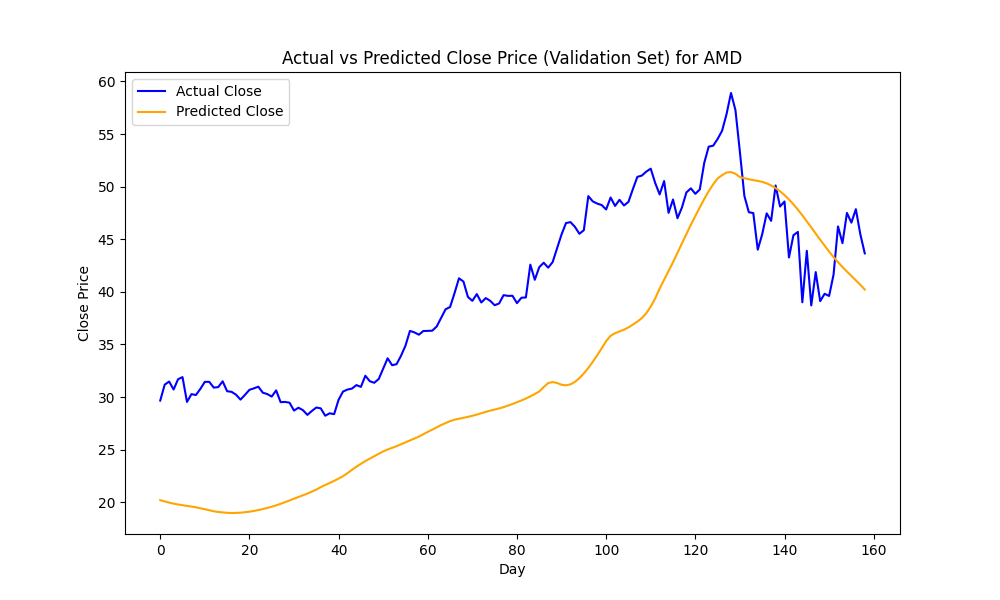 Actual vs Predicted Close Price (Validation Set) for AMD
Actual Close
Predicted Close
60
55
50
45
40
35
30
25
20
Close Price
0 20 40 60 80 100 120 140 160
Day